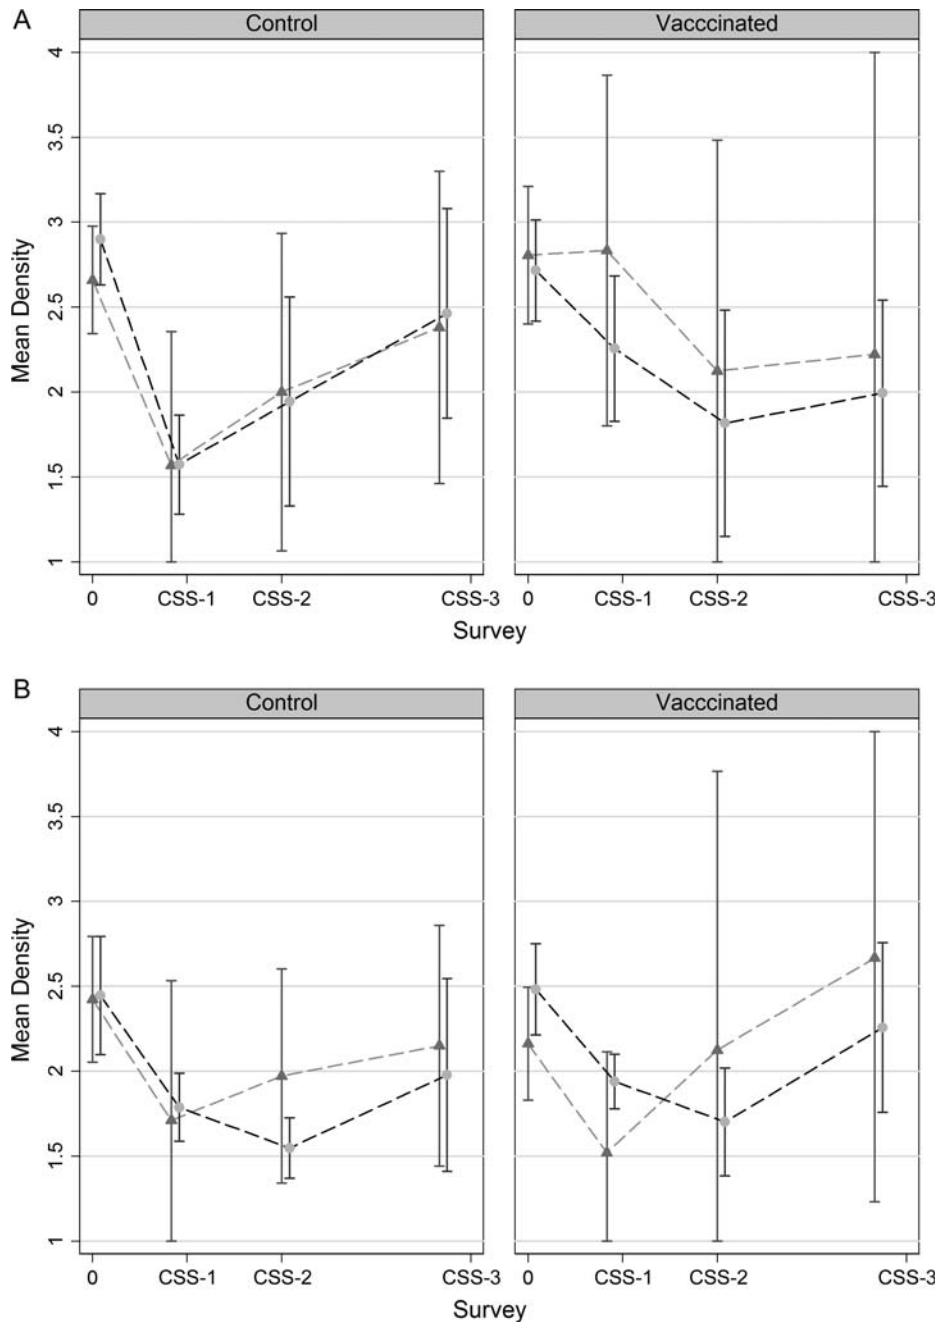 A
Control Vacccinated
4
3.5
3
2.5
2
1.5
1
Mean Density
0 CSS-1 CSS-2 CSS-3 0 CSS-1 CSS-2 CSS-3
Survey Survey
B
Control Vacccinated
4
3.5
3
2.5
2
1.5
1
Mean Density
0 CSS-1 CSS-2 CSS-3 0 CSS-1 CSS-2 CSS-3
Survey Survey